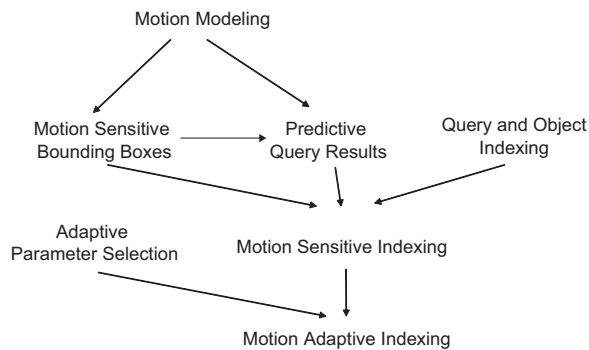 Motion Modeling
Motion Sensitive
Bounding Boxes
Predictive
Query Results
Query and Object
Indexing
Adaptive
Parameter Selection
Motion Sensitive Indexing
Motion Adaptive Indexing